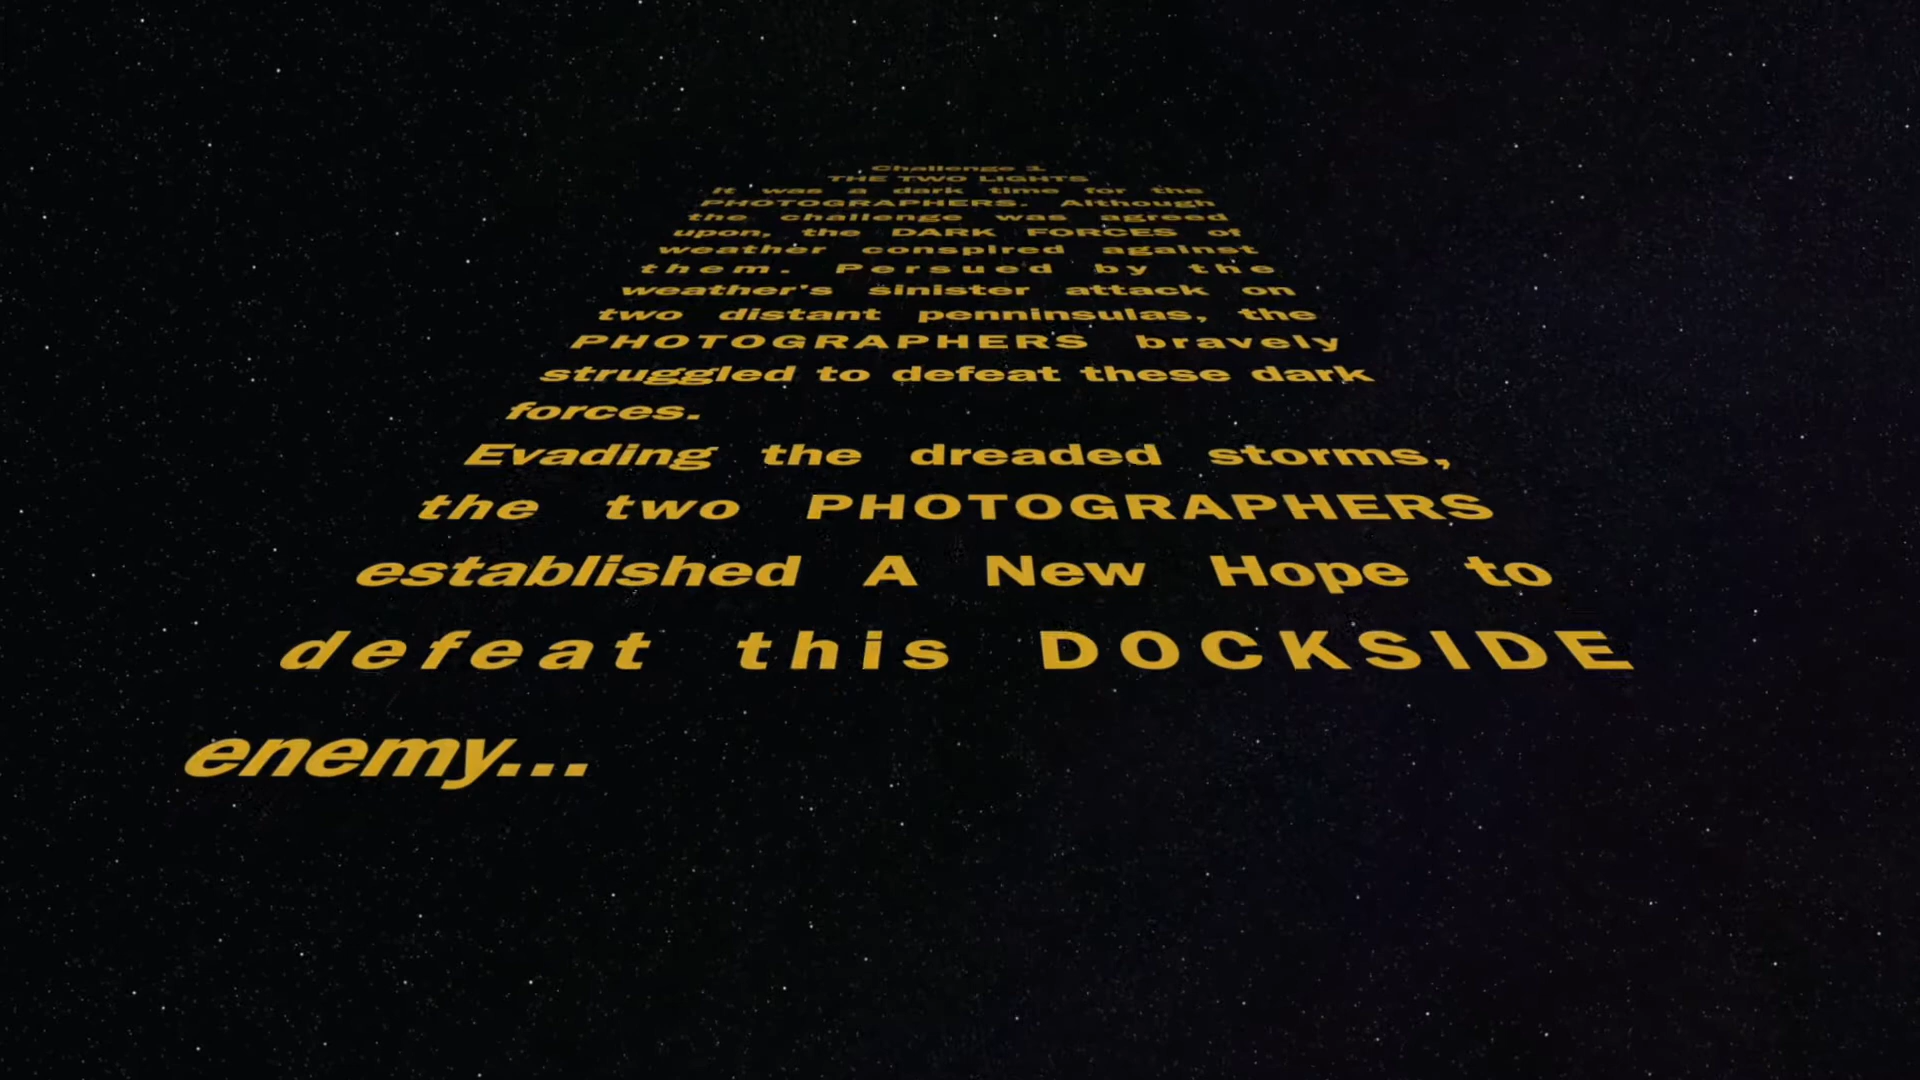 Challenge 1
THE TWO LIGHTS
It was a dark time for the
PHOTOGRAPHERS. Although
the challenge was agreed
upon, the DARK FORCES of
weather conspired against
them. Persued by the
weather's sinister attack on
two distant penninsulas, the
PHOTOGRAPHERS bravely
struggled to defeat these dark
forces.
Evading the dreaded storms,
the two PHOTOGRAPHERS
established A New Hope to
defeat this DOCKSIDE
enemy...